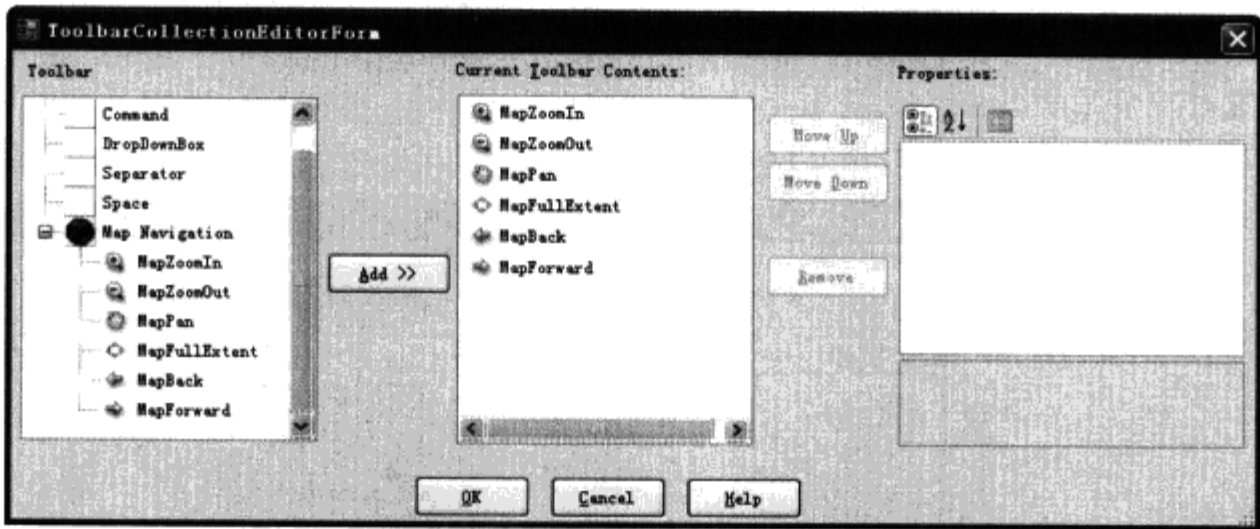 ToolbarCollectionEditorForm
Toolbar
Command
DropDownBox
Separator
Space
Map Navigation
MapZoomIn
MapZoomOut
MapPan
MapFullExtent
MapBack
MapForward
Add >>
Current Toolbar Contents:
MapZoomIn
MapZoomOut
MapPan
MapFullExtent
MapBack
MapForward
Move Up
Move Down
Remove
Properties:
OK
Cancel
Help